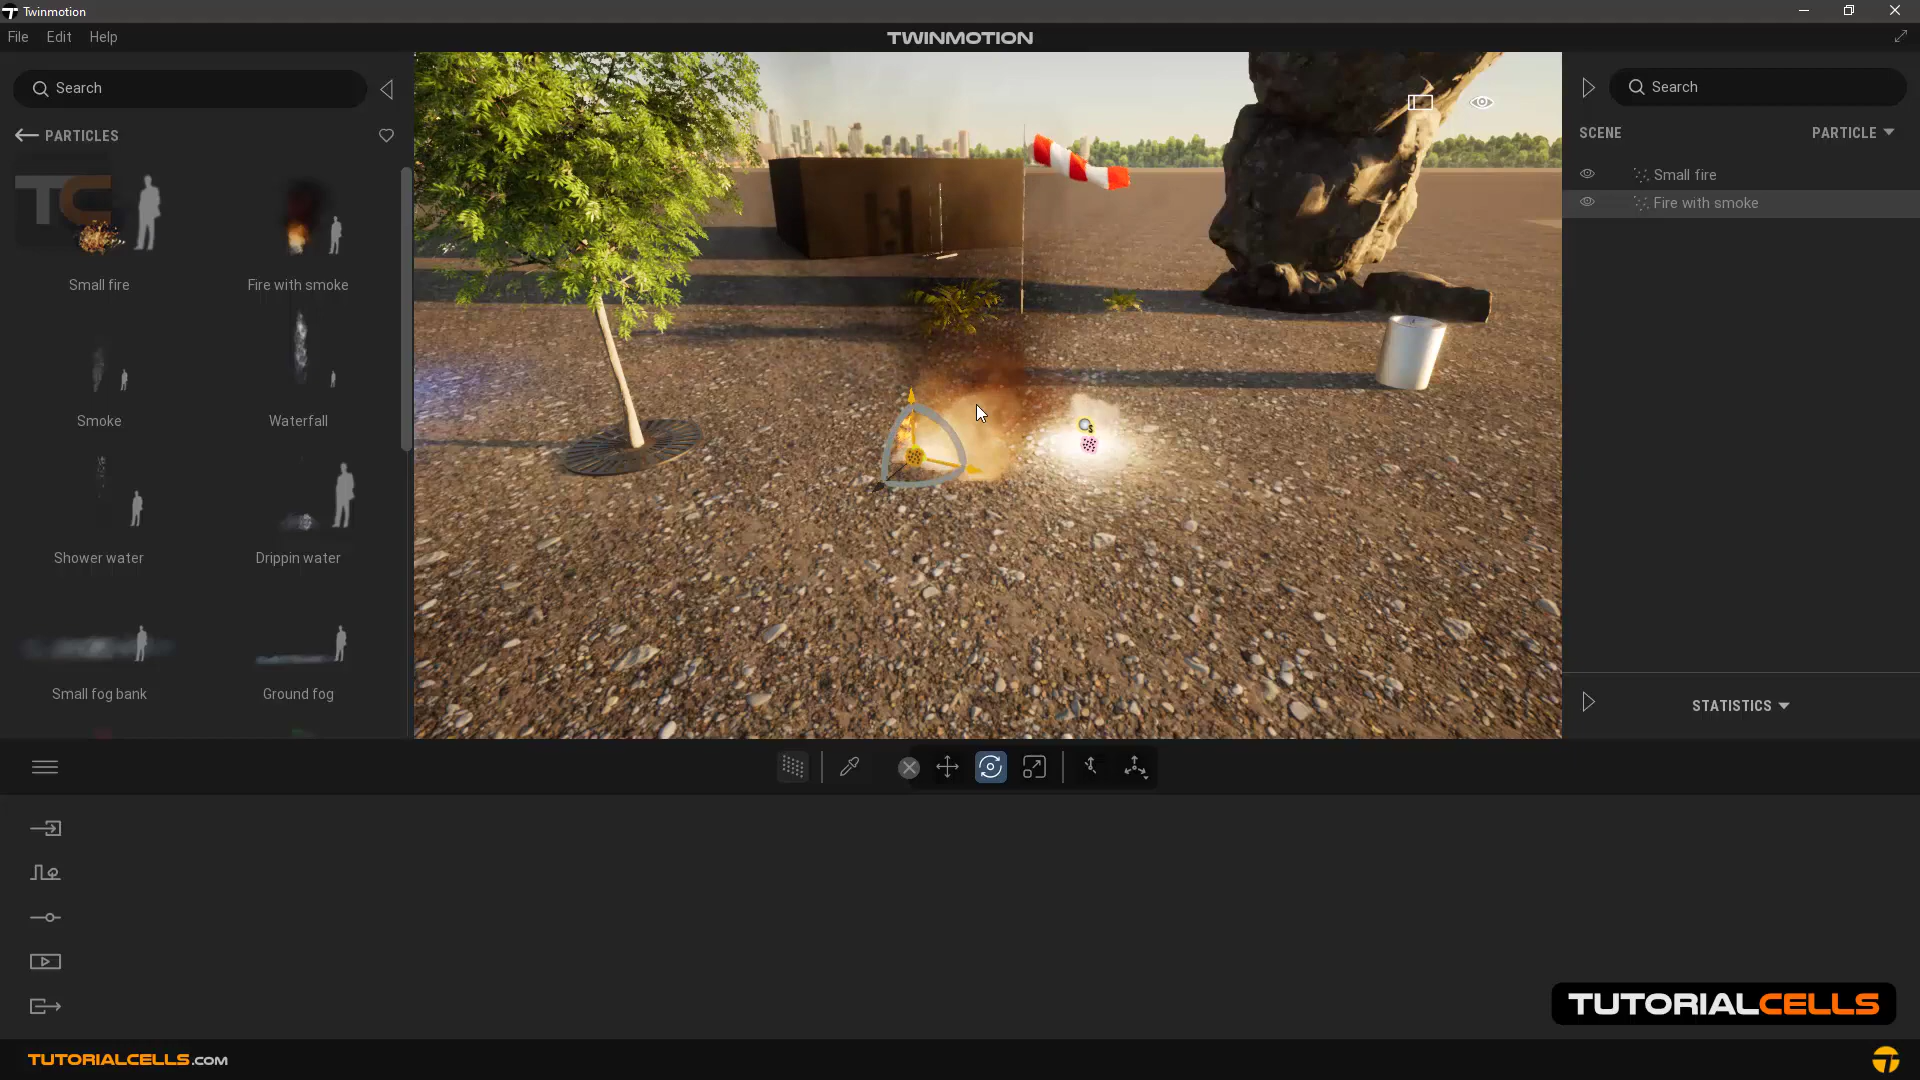 Twinmotion
File Edit Help
TWINMOTION
Search
PARTICLES
TC
Small fire
Fire with smoke
Smoke
Waterfall
Shower water
Drippin water
Small fog bank
Ground fog
Search
SCENE
PARTICLE
Small fire
Fire with smoke
STATISTICS
TUTORIALCELLS
TUTORIALCELLS.COM